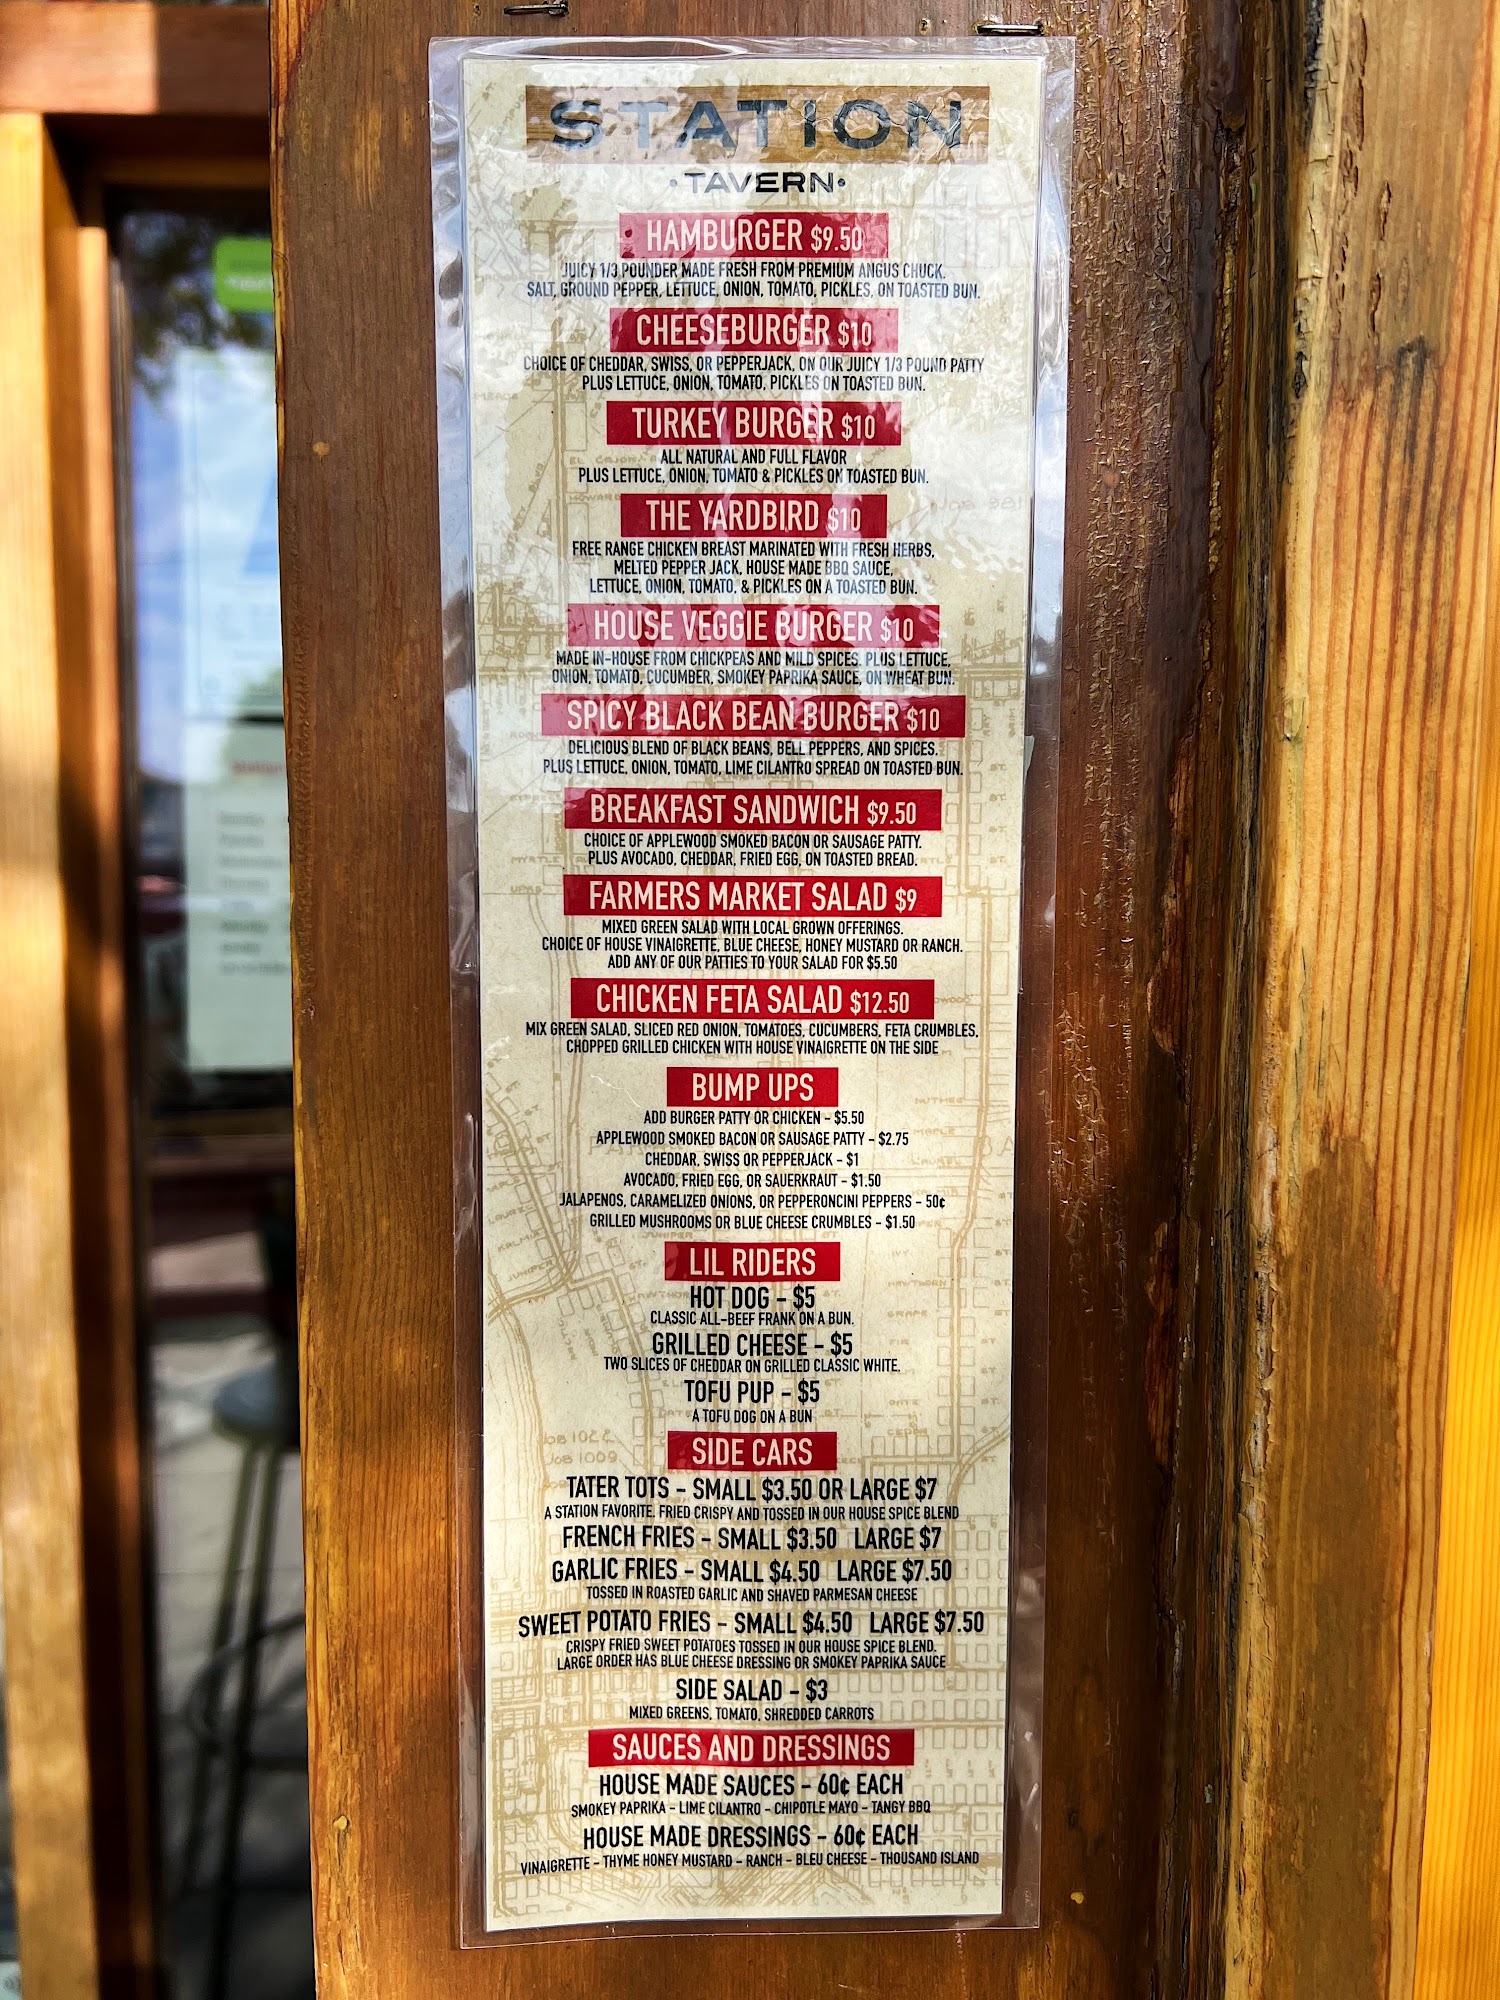 STATION
•TAVERN•
HAMBURGER $9.50
JUICY 1/3 POUNDER MADE FRESH FROM PREMIUM ANGUS CHUCK.
SALT, GROUND PEPPER, LETTUCE, ONION, TOMATO, PICKLES, ON TOASTED BUN.
CHEESEBURGER $10
CHOICE OF CHEDDAR, SWISS, OR PEPPERJACK, ON OUR JUICY 1/3 POUND PATTY
PLUS LETTUCE, ONION, TOMATO, PICKLES ON TOASTED BUN.
TURKEY BURGER $10
ALL NATURAL AND FULL FLAVOR
PLUS LETTUCE, ONION, TOMATO & PICKLES ON TOASTED BUN.
THE YARDBIRD $10
FREE RANGE CHICKEN BREAST MARINATED WITH FRESH HERBS,
MELTED PEPPER JACK, HOUSE MADE BBQ SAUCE,
LETTUCE, ONION, TOMATO, & PICKLES ON A TOASTED BUN.
HOUSE VEGGIE BURGER $10
MADE IN-HOUSE FROM CHICKPEAS AND MILD SPICES. PLUS LETTUCE,
ONION, TOMATO, CUCUMBER, SMOKEY PAPRIKA SAUCE, ON WHEAT BUN.
SPICY BLACK BEAN BURGER $10
DELICIOUS BLEND OF BLACK BEANS, BELL PEPPERS, AND SPICES.
PLUS LETTUCE, ONION, TOMATO, LIME CILANTRO SPREAD ON TOASTED BUN.
BREAKFAST SANDWICH $9.50
CHOICE OF APPLEWOOD SMOKED BACON OR SAUSAGE PATTY.
PLUS AVOCADO, CHEDDAR, FRIED EGG, ON TOASTED BREAD.
FARMERS MARKET SALAD $9
MIXED GREEN SALAD WITH LOCAL GROWN OFFERINGS.
CHOICE OF HOUSE VINAIGRETTE, BLUE CHEESE, HONEY MUSTARD OR RANCH.
ADD ANY OF OUR PATTIES TO YOUR SALAD FOR $5.50
CHICKEN FETA SALAD $12.50
MIX GREEN SALAD, SLICED RED ONION, TOMATOES, CUCUMBERS, FETA CRUMBLES,
CHOPPED GRILLED CHICKEN WITH HOUSE VINAIGRETTE ON THE SIDE
BUMP UPS
ADD BURGER PATTY OR CHICKEN - $5.50
APPLEWOOD SMOKED BACON OR SAUSAGE PATTY - $2.75
CHEDDAR, SWISS OR PEPPERJACK - $1
AVOCADO, FRIED EGG, OR SAUERKRAUT - $1.50
JALAPENOS, CARAMELIZED ONIONS, OR PEPPERONCINI PEPPERS - 50¢
GRILLED MUSHROOMS OR BLUE CHEESE CRUMBLES - $1.50
LIL RIDERS
HOT DOG - $5
CLASSIC ALL-BEEF FRANK ON A BUN.
GRILLED CHEESE - $5
TWO SLICES OF CHEDDAR ON GRILLED CLASSIC WHITE.
TOFU PUP - $5
A TOFU DOG ON A BUN
SIDE CARS
TATER TOTS - SMALL $3.50 OR LARGE $7
A STATION FAVORITE. FRIED CRISPY AND TOSSED IN OUR HOUSE SPICE BLEND
FRENCH FRIES - SMALL $3.50 LARGE $7
GARLIC FRIES - SMALL $4.50 LARGE $7.50
TOSSED IN ROASTED GARLIC AND SHAVED PARMESAN CHEESE
SWEET POTATO FRIES - SMALL $4.50 LARGE $7.50
CRISPY FRIED SWEET POTATOES TOSSED IN OUR HOUSE SPICE BLEND.
LARGE ORDER HAS BLUE CHEESE DRESSING OR SMOKEY PAPRIKA SAUCE
SIDE SALAD - $3
MIXED GREENS, TOMATO, SHREDDED CARROTS
SAUCES AND DRESSINGS
HOUSE MADE SAUCES - 60¢ EACH
SMOKEY PAPRIKA - LIME CILANTRO - CHIPOTLE MAYO - TANGY BBQ
HOUSE MADE DRESSINGS - 60¢ EACH
VINAIGRETTE - THYME HONEY MUSTARD - RANCH - BLEU CHEESE - THOUSAND ISLAND